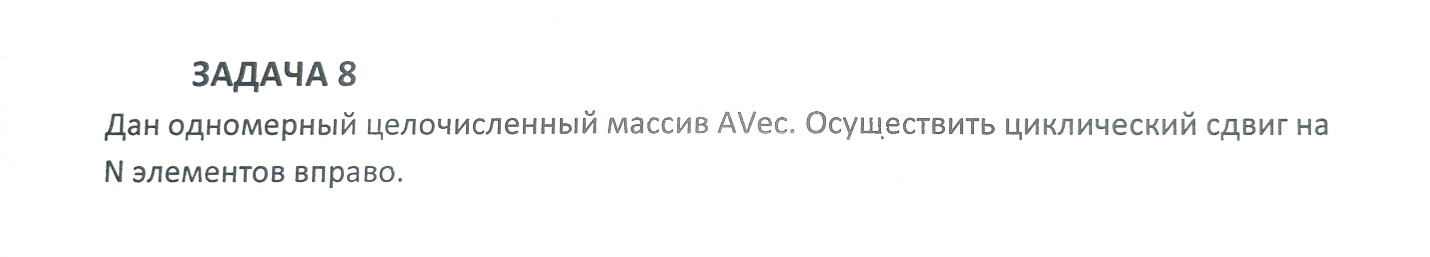 ЗАДАЧА 8
Дан одномерный целочисленный массив AVec. Осуществить циклический сдвиг на
N элементов вправо.